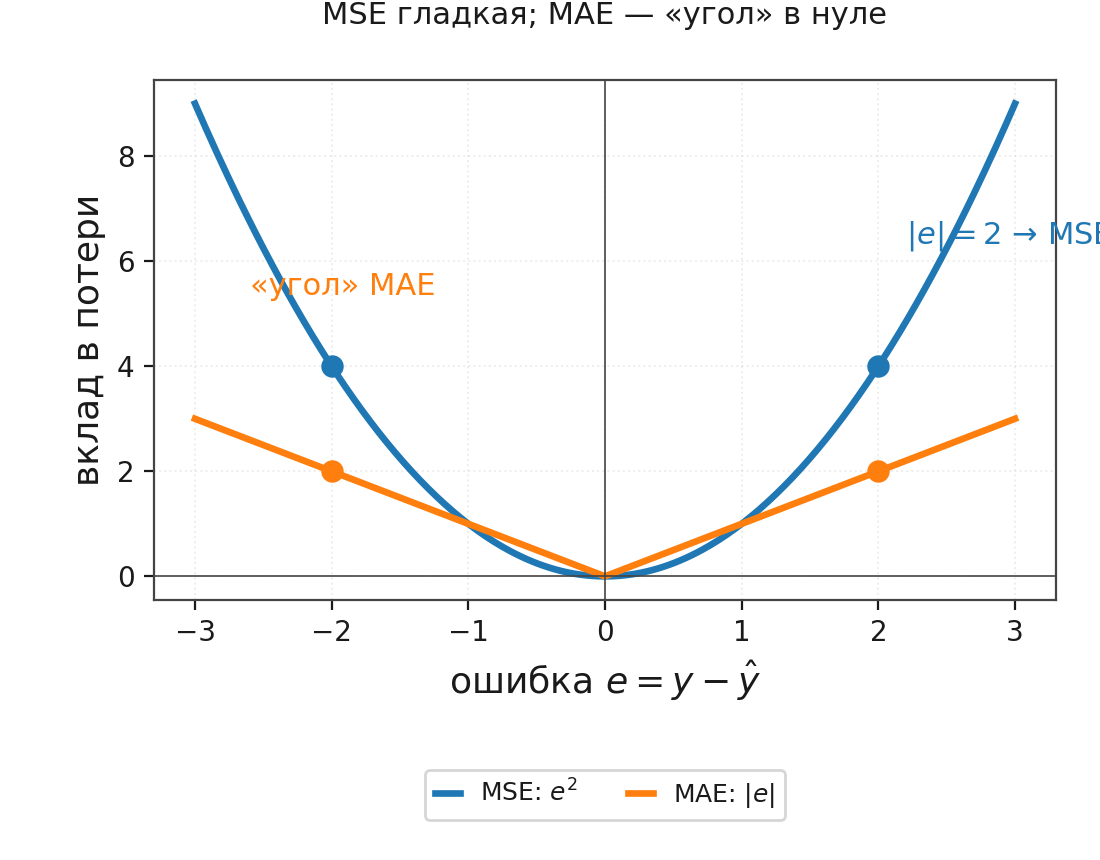 MSE гладкая; MAE — «угол» в нуле
вклад в потери
8
6
4
2
0
|e| = 2 → MSE
«угол» MAE
−3 −2 −1 0 1 2 3
ошибка e = y − ŷ
MSE: e² MAE: |e|